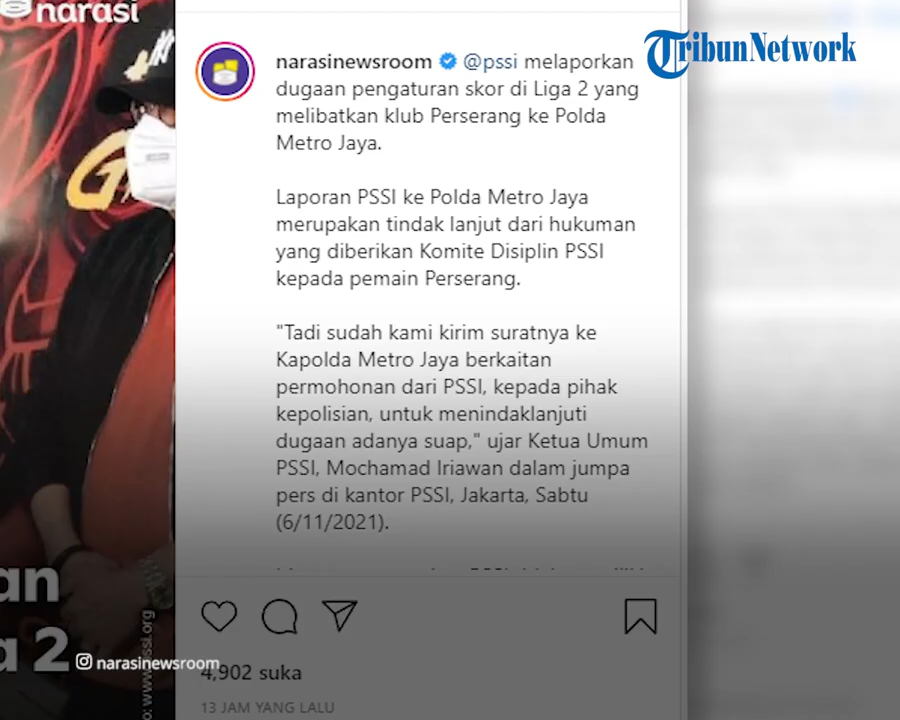 narasi
TribunNetwork
narasinewsroom @pssi melaporkan
dugaan pengaturan skor di Liga 2 yang
melibatkan klub Perserang ke Polda
Metro Jaya.
Laporan PSSI ke Polda Metro Jaya
merupakan tindak lanjut dari hukuman
yang diberikan Komite Disiplin PSSI
kepada pemain Perserang.
"Tadi sudah kami kirim suratnya ke
Kapolda Metro Jaya berkaitan
permohonan dari PSSI, kepada pihak
kepolisian, untuk menindaklanjuti
dugaan adanya suap," ujar Ketua Umum
PSSI, Mochamad Iriawan dalam jumpa
pers di kantor PSSI, Jakarta, Sabtu
(6/11/2021).
an
a 2
narasinewsroom
4,902 suka
13 JAM YANG LALU